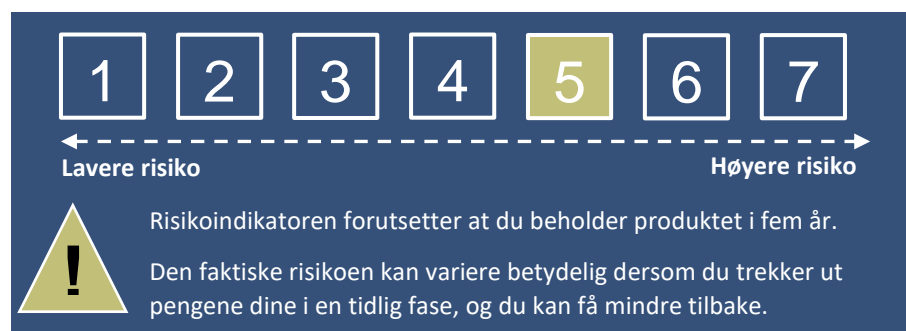 1 2 3 4 5 6 7
Lavere risiko Høyere risiko
Risikoindikatoren forutsetter at du beholder produktet i fem år.
!
Den faktiske risikoen kan variere betydelig dersom du trekker ut
pengene dine i en tidlig fase, og du kan få mindre tilbake.